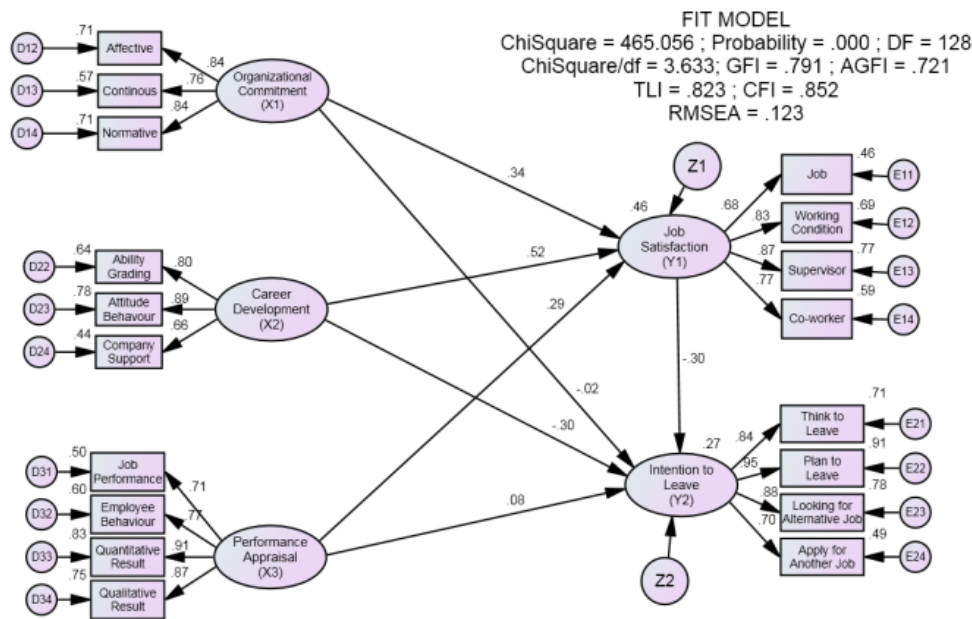 FIT MODEL
ChiSquare = 465.056 ; Probability = .000 ; DF = 128
ChiSquare/df = 3.633; GFI = .791 ; AGFI = .721
TLI = .823 ; CFI = .852
RMSEA = .123
.71
D12
Affective
.84
.57
D13
Continous
.76
.71
D14
Normative
.84
Organizational
Commitment
(X1)
.34
-.02
.64
D22
Ability
Grading
.80
.78
D23
Attitude
Behavour
.89
.44
D24
Company
Support
.66
Career
Development
(X2)
.52
-.30
.50
D31
Job
Performance
.71
.60
D32
Employee
Behaviour
.77
.83
D33
Quantitative
Result
.91
.75
D34
Qualitative
Result
.87
Performance
Appraisal
(X3)
.29
.08
Z1
.46
Job
Satisfaction
(Y1)
.68
Job
.46
E11
.83
Working
Condition
.69
E12
.87
Supervisor
.77
E13
.77
Co-worker
.59
E14
-.30
.27
Intention to
Leave
(Y2)
Z2
.84
Think to
Leave
.71
E21
.95
Plan to
Leave
.91
E22
.88
Looking for
Alternative Job
.78
E23
.70
Apply for
Another Job
.49
E24